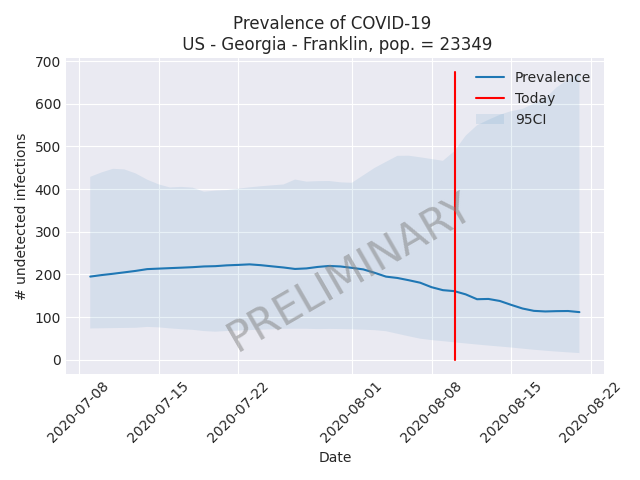 Prevalence of COVID-19
US - Georgia - Franklin, pop. = 23349
700
600
500
400
300
200
100
0
# undetected infections
Prevalence
Today
95CI
PRELIMINARY
2020-07-08
2020-07-15
2020-07-22
2020-08-01
2020-08-08
2020-08-15
2020-08-22
Date